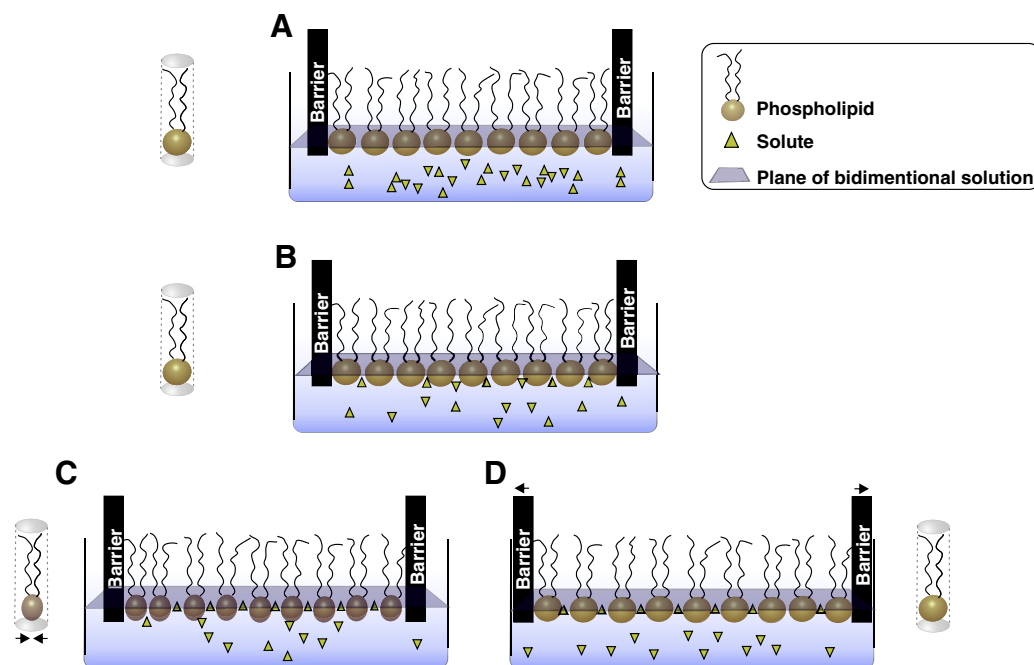 A
Barrier
Barrier
Phospholipid
Solute
Plane of bidimentional solution
B
Barrier
Barrier
C
Barrier
Barrier
D
Barrier
Barrier